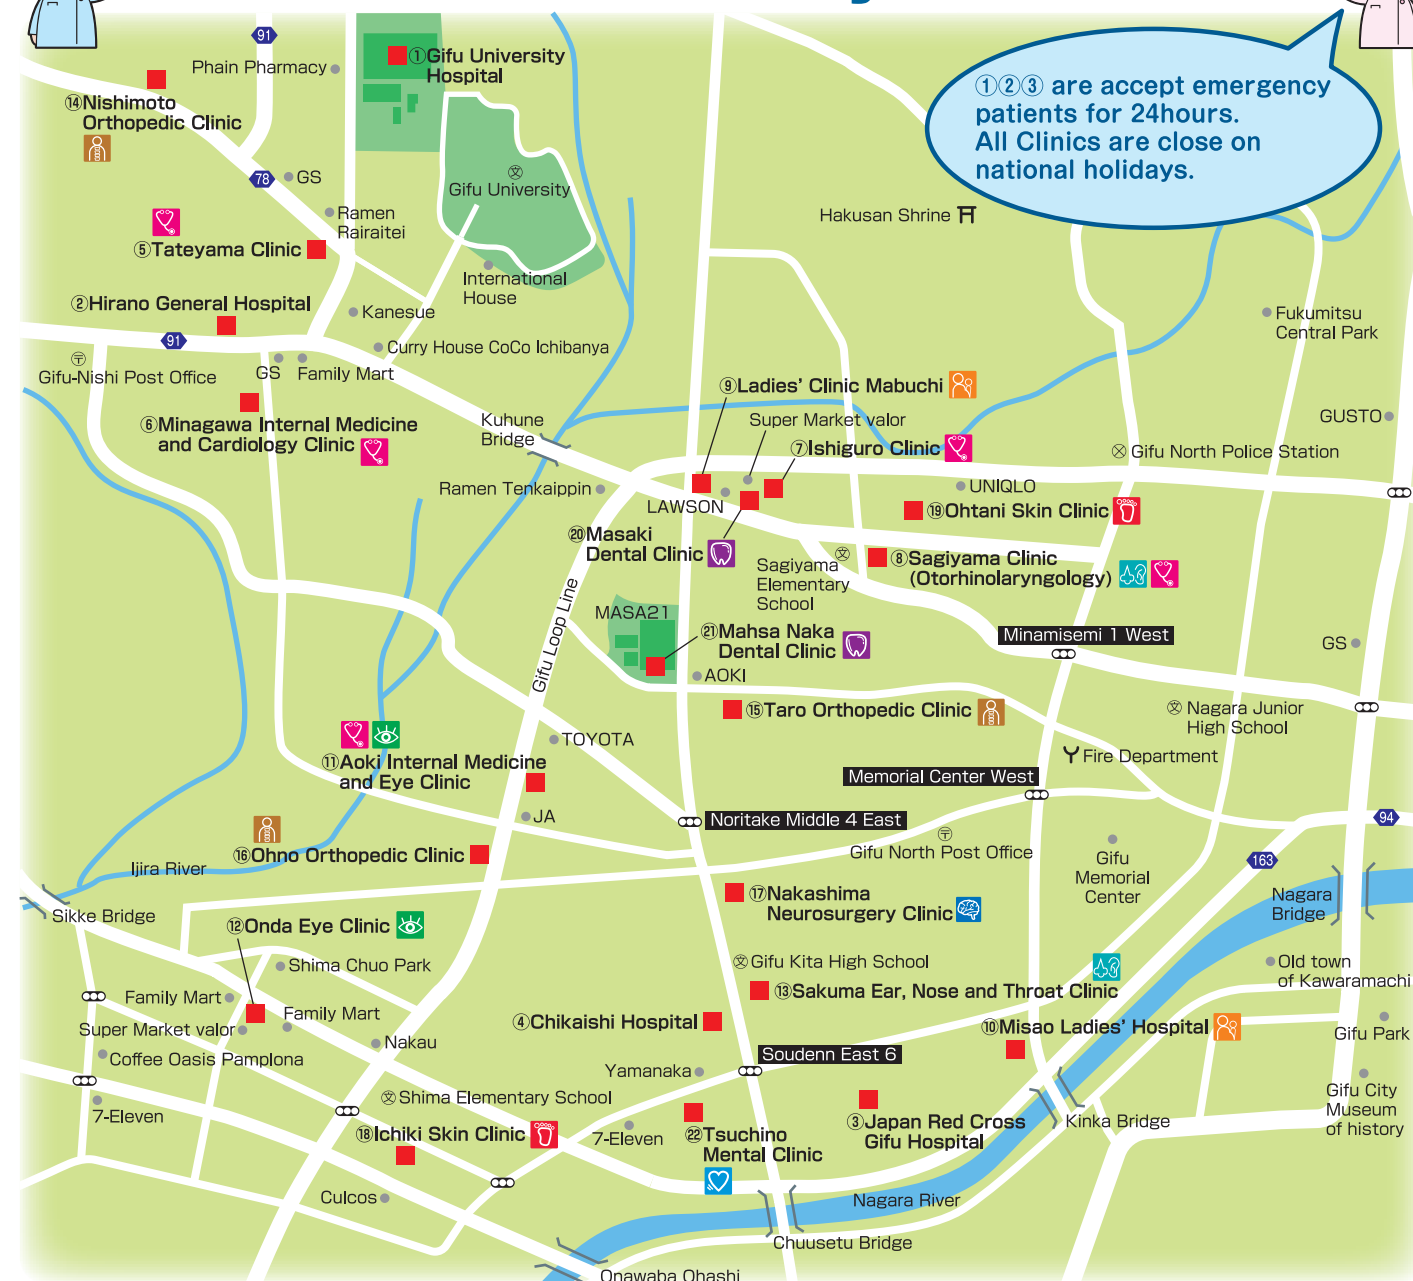 ①②③ are accept emergency
patients for 24hours.
All Clinics are close on
national holidays.
91
Phain Pharmacy
①Gifu University
Hospital
⑭Nishimoto
Orthopedic Clinic
78
GS
Gifu University
Ramen
Rairaitei
Hakusan Shrine
⑤Tateyama Clinic
International
House
②Hirano General Hospital
Kanesue
Fukumitsu
Central Park
91
Curry House CoCo Ichibanya
Gifu-Nishi Post Office
GS
Family Mart
⑨Ladies’ Clinic Mabuchi
⑥Minagawa Internal Medicine
and Cardiology Clinic
Kuhune
Bridge
Super Market valor
GUSTO
⑦Ishiguro Clinic
Gifu North Police Station
Ramen Tenkaippin
LAWSON
UNIQLO
⑲Ohtani Skin Clinic
⑳Masaki
Dental Clinic
文
Sagiyama
Elementary
School
⑧Sagiyama Clinic
(Otorhinolaryngology)
Gifu Loop Line
MASA21
㉑Mahsa Naka
Dental Clinic
Minamisemi 1 West
GS
AOKI
⑮Taro Orthopedic Clinic
文 Nagara Junior
High School
TOYOTA
Fire Department
⑪Aoki Internal Medicine
and Eye Clinic
Memorial Center West
JA
Noritake Middle 4 East
94
⑯Ohno Orthopedic Clinic
Gifu North Post Office
Gifu
Memorial
Center
163
Ijira River
⑰Nakashima
Neurosurgery Clinic
Nagara
Bridge
Sikke Bridge
⑫Onda Eye Clinic
Shima Chuo Park
文 Gifu Kita High School
Old town
of Kawaramachi
⑬Sakuma Ear, Nose and Throat Clinic
Family Mart
Family Mart
Super Market valor
④Chikaishi Hospital
⑩Misao Ladies’ Hospital
Gifu Park
Nakau
Coffee Oasis Pamplona
Soudenn East 6
Yamanaka
文 Shima Elementary School
7-Eleven
Gifu City
Museum
of history
⑱Ichiki Skin Clinic
7-Eleven
㉒Tsuchino
Mental Clinic
③Japan Red Cross
Gifu Hospital
Kinka Bridge
Culcos
Nagara River
Chuusetu Bridge
Onawaba Ohashi